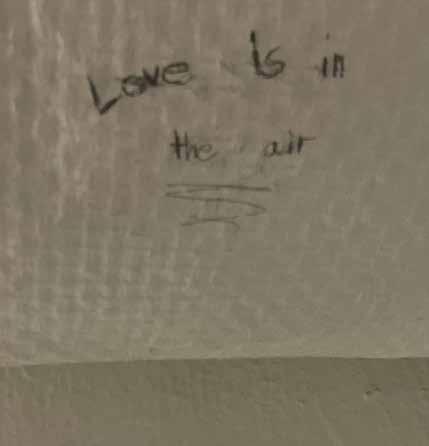 Love Is in
the air